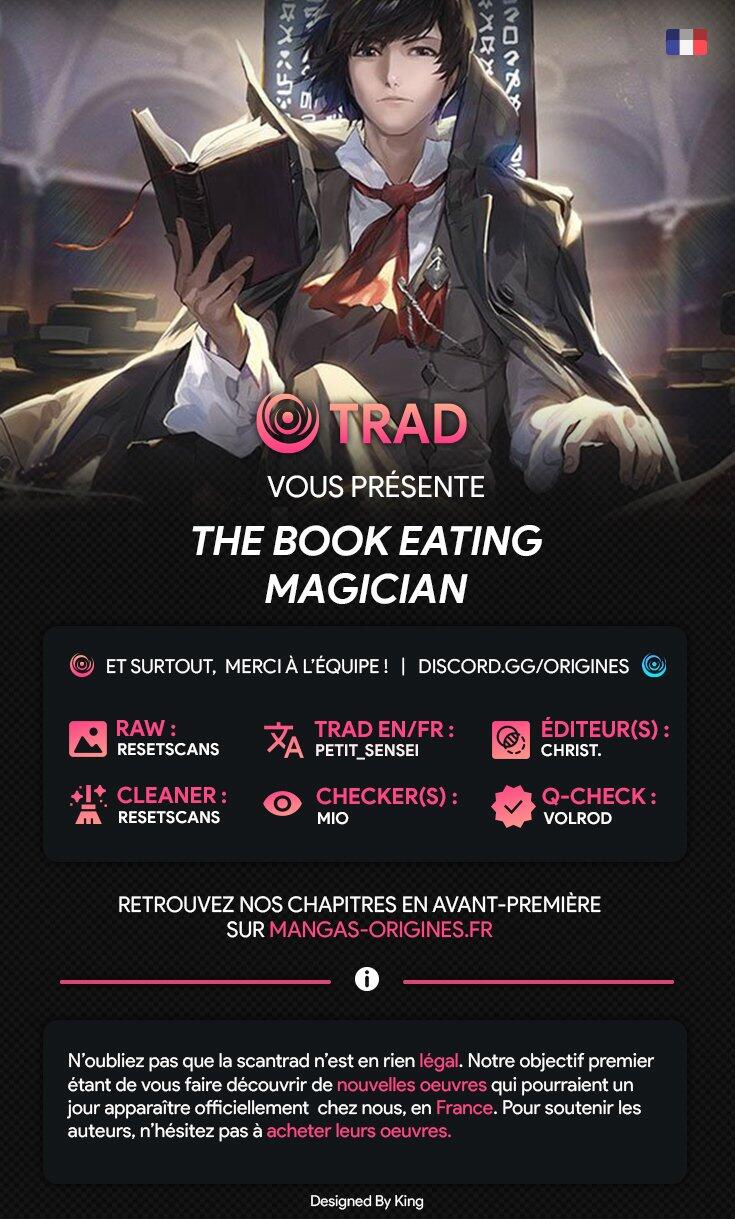 TRAD
VOUS PRÉSENTE
THE BOOK EATING
MAGICIAN
ET SURTOUT, MERCI À L'ÉQUIPE ! | DISCORD.GG/ORIGINES
RAW :
RESETSCANS
TRAD EN/FR :
PETIT_SENSEI
ÉDITEUR(S) :
CHRIST.
CLEANER :
RESETSCANS
CHECKER(S) :
MIO
Q-CHECK :
VOLROD
RETROUVEZ NOS CHAPITRES EN AVANT-PREMIÈRE
SUR MANGAS-ORIGINES.FR
N'oubliez pas que la scantrad n'est en rien légal. Notre objectif premier
étant de vous faire découvrir de nouvelles oeuvres qui pourraient un
jour apparaître officiellement chez nous, en France. Pour soutenir les
auteurs, n'hésitez pas à acheter leurs oeuvres.
Designed By King